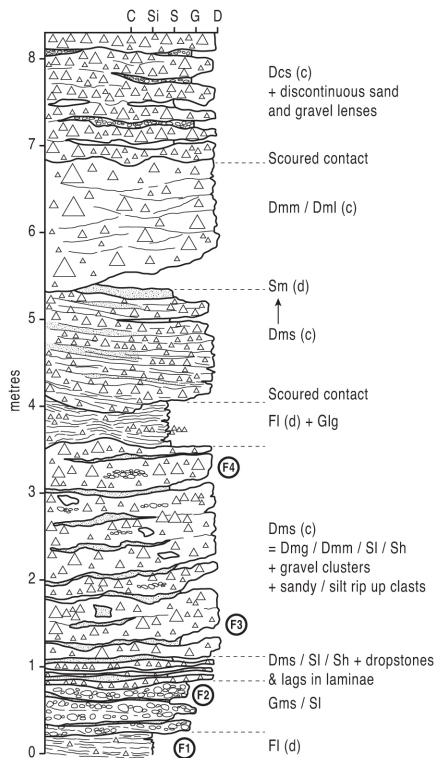 C Si S G D
8
Dcs (c)
+ discontinuous sand
and gravel lenses
7
Scoured contact
Dmm / Dml (c)
6
Sm (d)
5
Dms (c)
metres
Scoured contact
4
Fl (d) + Glg
F4
3
Dms (c)
= Dmg / Dmm / Sl / Sh
+ gravel clusters
+ sandy / silt rip up clasts
2
F3
1
Dms / Sl / Sh + dropstones
& lags in laminae
F2
Gms / Sl
0
F1
Fl (d)